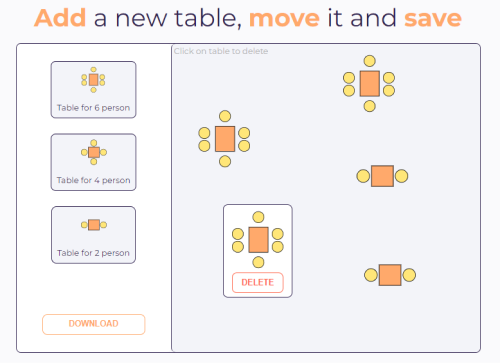 Add a new table, move it and save
Click on table to delete
Table for 6 person
Table for 4 person
Table for 2 person
DELETE
DOWNLOAD